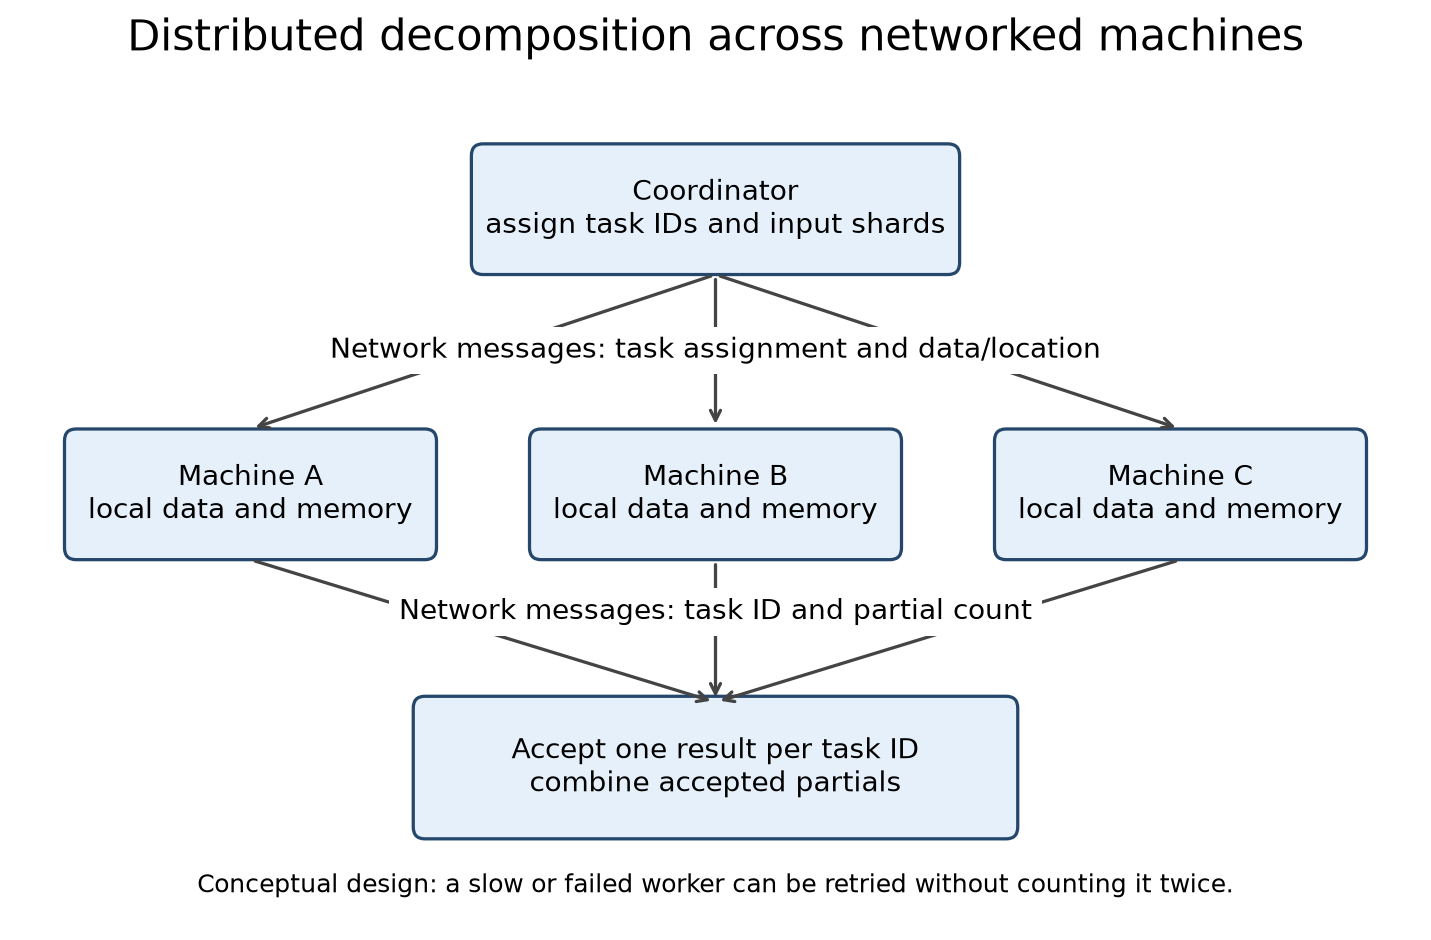 Distributed decomposition across networked machines
Coordinator
assign task IDs and input shards
Network messages: task assignment and data/location
Machine A
local data and memory
Machine B
local data and memory
Machine C
local data and memory
Network messages: task ID and partial count
Accept one result per task ID
combine accepted partials
Conceptual design: a slow or failed worker can be retried without counting it twice.